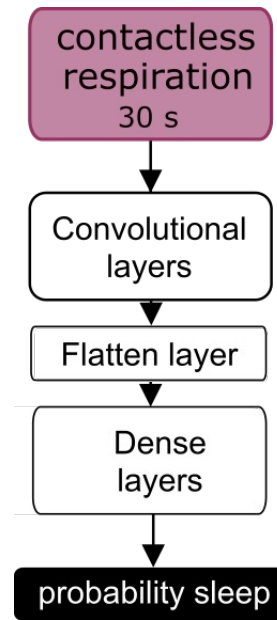 contactless
respiration
30 s
Convolutional
layers
Flatten layer
Dense
layers
probability sleep